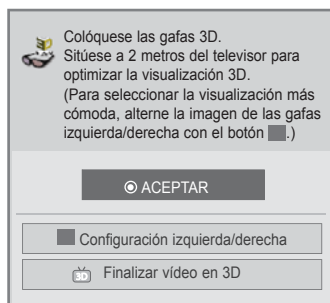 Colóquese las gafas 3D.
Sitúese a 2 metros del televisor para
optimizar la visualización 3D.
(Para seleccionar la visualización más
cómoda, alterne la imagen de las gafas
izquierda/derecha con el botón .)
ACEPTAR
Configuración izquierda/derecha
3D Finalizar vídeo en 3D